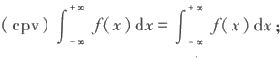 (cpv) ∫_{-∞}^{+∞} f(x)dx = ∫_{-∞}^{+∞} f(x)dx;